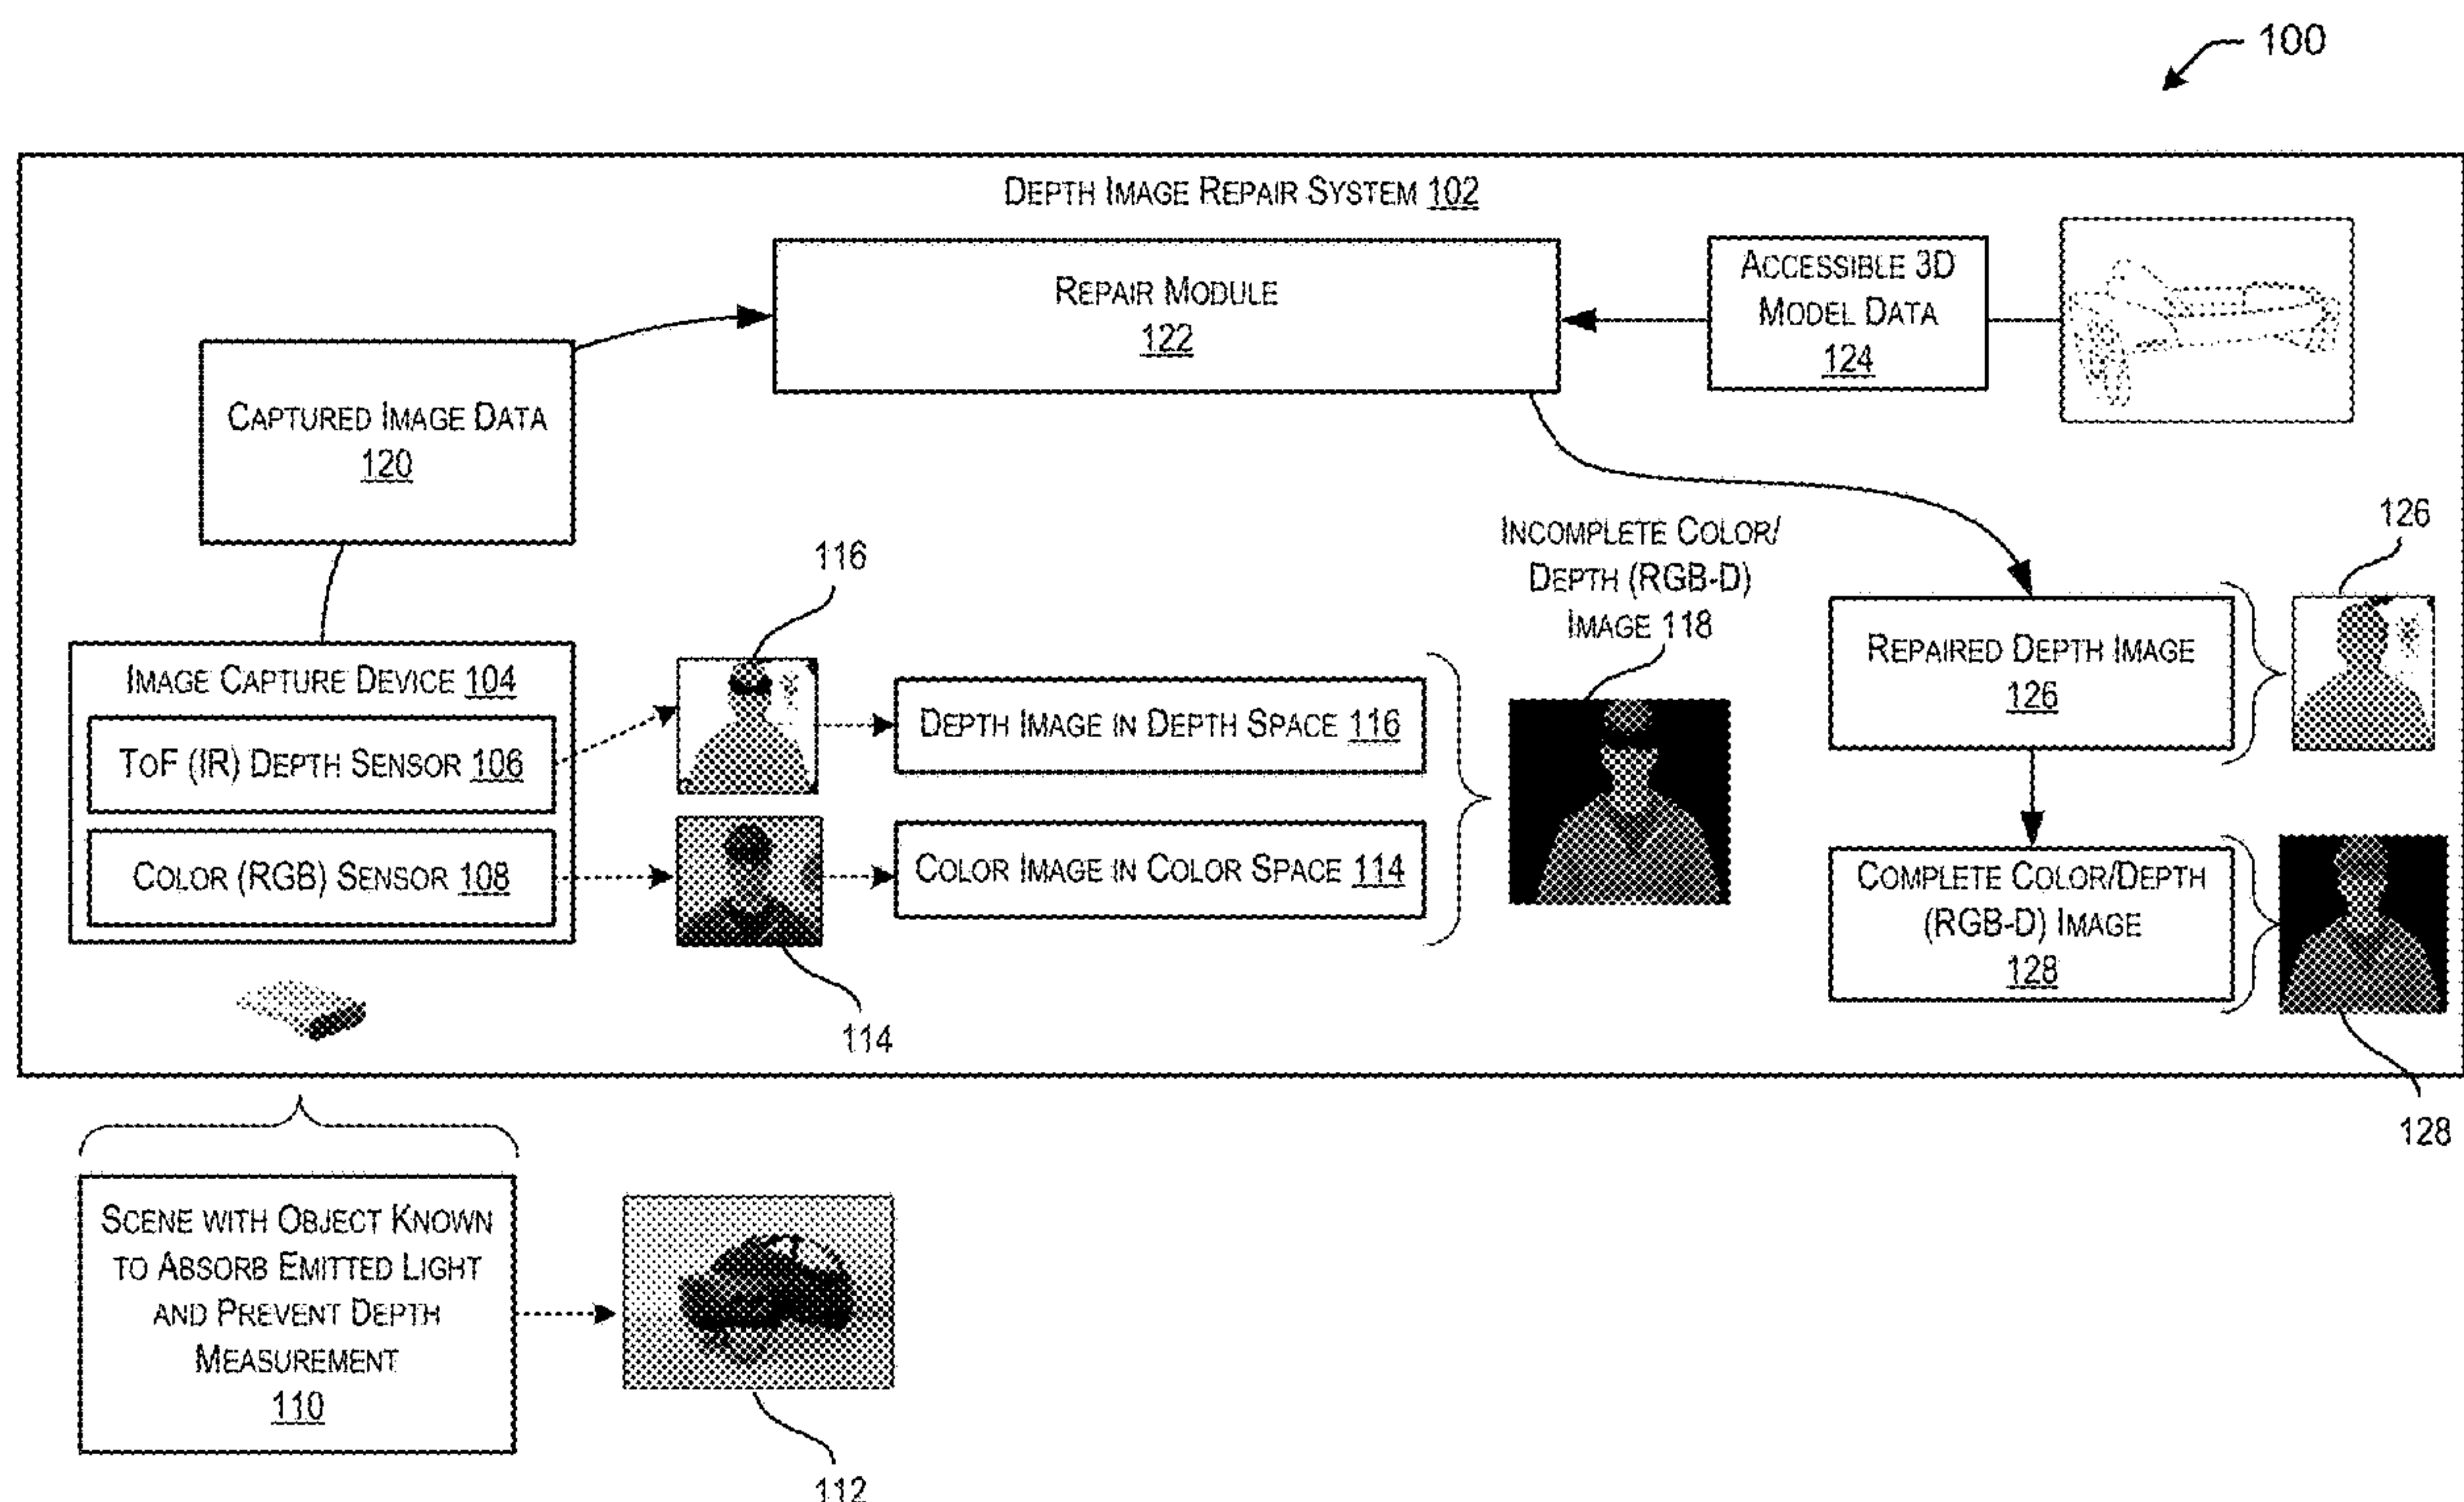 100
DEPTH IMAGE REPAIR SYSTEM 102
REPAIR MODULE
122
ACCESSIBLE 3D
MODEL DATA
124
CAPTURED IMAGE DATA
120
116
INCOMPLETE COLOR/
DEPTH (RGB-D)
IMAGE 118
126
IMAGE CAPTURE DEVICE 104
TOF (IR) DEPTH SENSOR 106
COLOR (RGB) SENSOR 108
DEPTH IMAGE IN DEPTH SPACE 116
COLOR IMAGE IN COLOR SPACE 114
REPAIRED DEPTH IMAGE
126
COMPLETE COLOR/DEPTH
(RGB-D) IMAGE
128
114
128
SCENE WITH OBJECT KNOWN
TO ABSORB EMITTED LIGHT
AND PREVENT DEPTH
MEASUREMENT
110
112